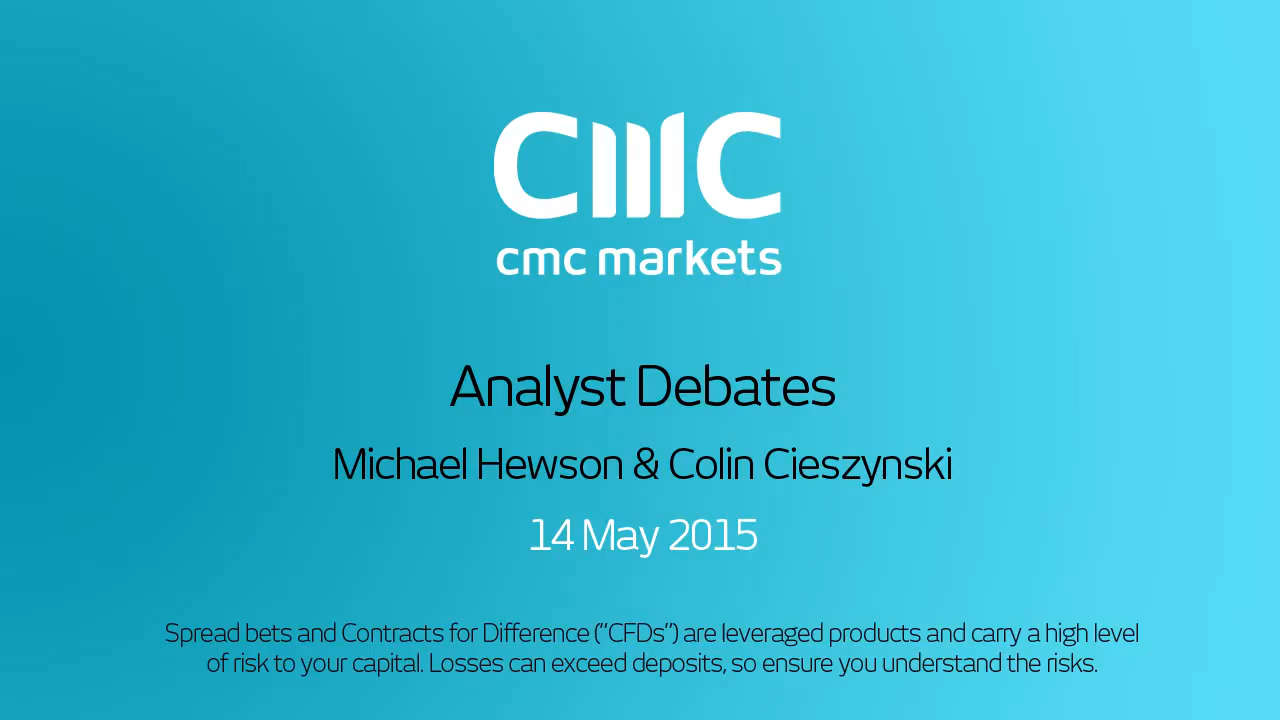 CMC
cmc markets
Analyst Debates
Michael Hewson & Colin Cieszynski
14 May 2015
Spread bets and Contracts for Difference (“CFDs”) are leveraged products and carry a high level
of risk to your capital. Losses can exceed deposits, so ensure you understand the risks.